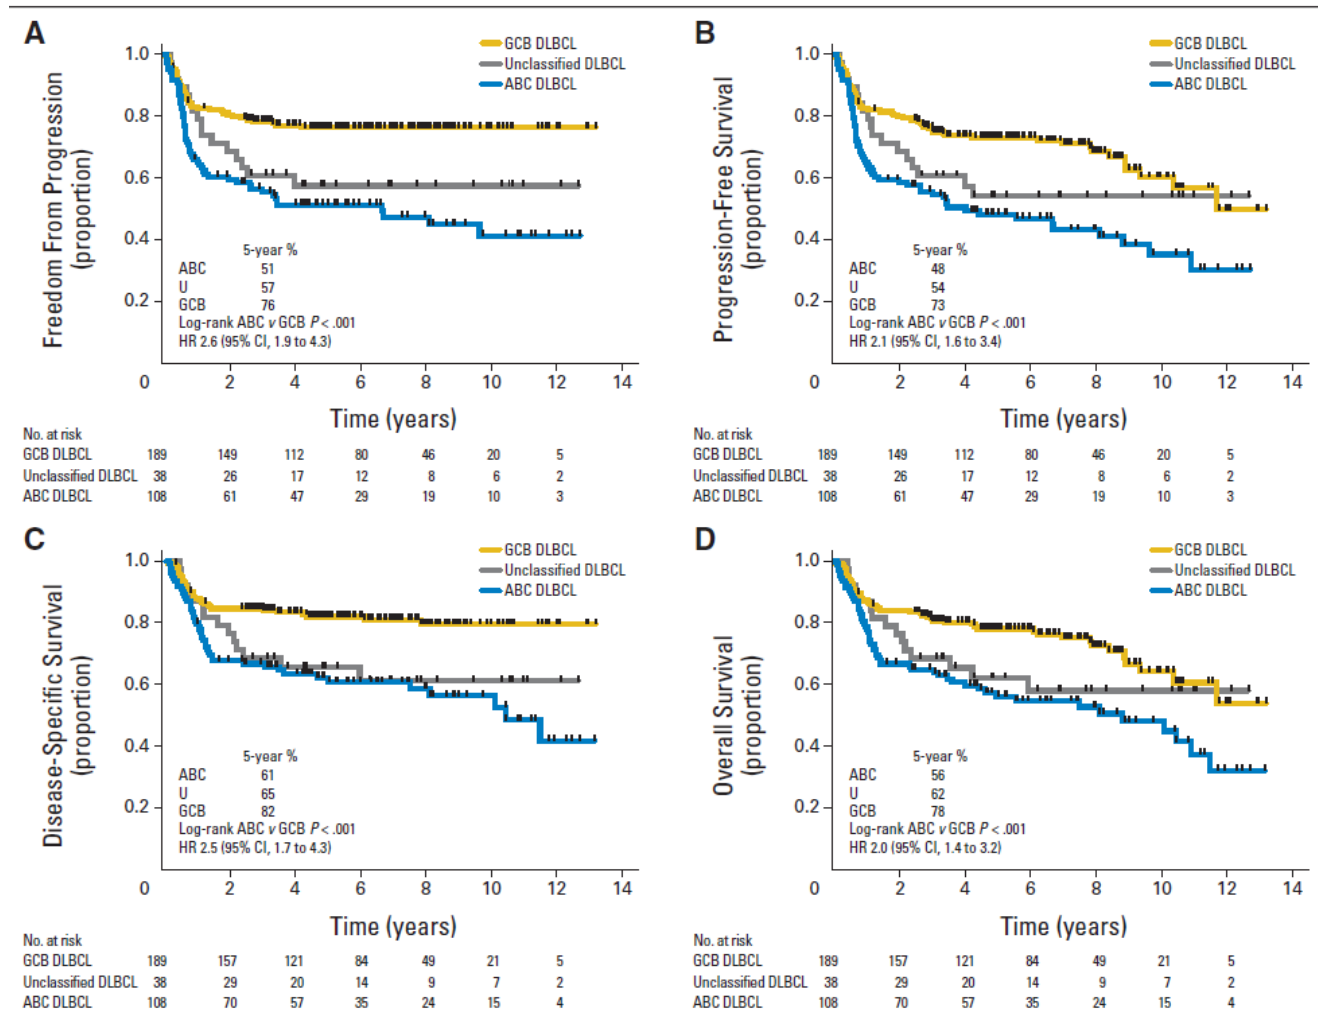 A
GCB DLBCL
Unclassified DLBCL
ABC DLBCL
Freedom From Progression
(proportion)
1.0
0.8
0.6
0.4
0.2
5-year %
ABC 51
U 57
GCB 76
Log-rank ABC v GCB P < .001
HR 2.6 (95% CI, 1.9 to 4.3)
0 2 4 6 8 10 12 14
Time (years)
No. at risk
GCB DLBCL 189 149 112 80 46 20 5
Unclassified DLBCL 38 26 17 12 8 6 2
ABC DLBCL 108 61 47 29 19 10 3
B
GCB DLBCL
Unclassified DLBCL
ABC DLBCL
Progression-Free Survival
(proportion)
1.0
0.8
0.6
0.4
0.2
5-year %
ABC 48
U 54
GCB 73
Log-rank ABC v GCB P < .001
HR 2.1 (95% CI, 1.6 to 3.4)
0 2 4 6 8 10 12 14
Time (years)
No. at risk
GCB DLBCL 189 149 112 80 46 20 5
Unclassified DLBCL 38 26 17 12 8 6 2
ABC DLBCL 108 61 47 29 19 10 3
C
GCB DLBCL
Unclassified DLBCL
ABC DLBCL
Disease-Specific Survival
(proportion)
1.0
0.8
0.6
0.4
0.2
5-year %
ABC 61
U 65
GCB 82
Log-rank ABC v GCB P < .001
HR 2.5 (95% CI, 1.7 to 4.3)
0 2 4 6 8 10 12 14
Time (years)
No. at risk
GCB DLBCL 189 157 121 84 49 21 5
Unclassified DLBCL 38 29 20 14 9 7 2
ABC DLBCL 108 70 57 35 24 15 4
D
GCB DLBCL
Unclassified DLBCL
ABC DLBCL
Overall Survival
(proportion)
1.0
0.8
0.6
0.4
0.2
5-year %
ABC 56
U 62
GCB 78
Log-rank ABC v GCB P < .001
HR 2.0 (95% CI, 1.4 to 3.2)
0 2 4 6 8 10 12 14
Time (years)
No. at risk
GCB DLBCL 189 157 121 84 49 21 5
Unclassified DLBCL 38 29 20 14 9 7 2
ABC DLBCL 108 70 57 35 24 15 4